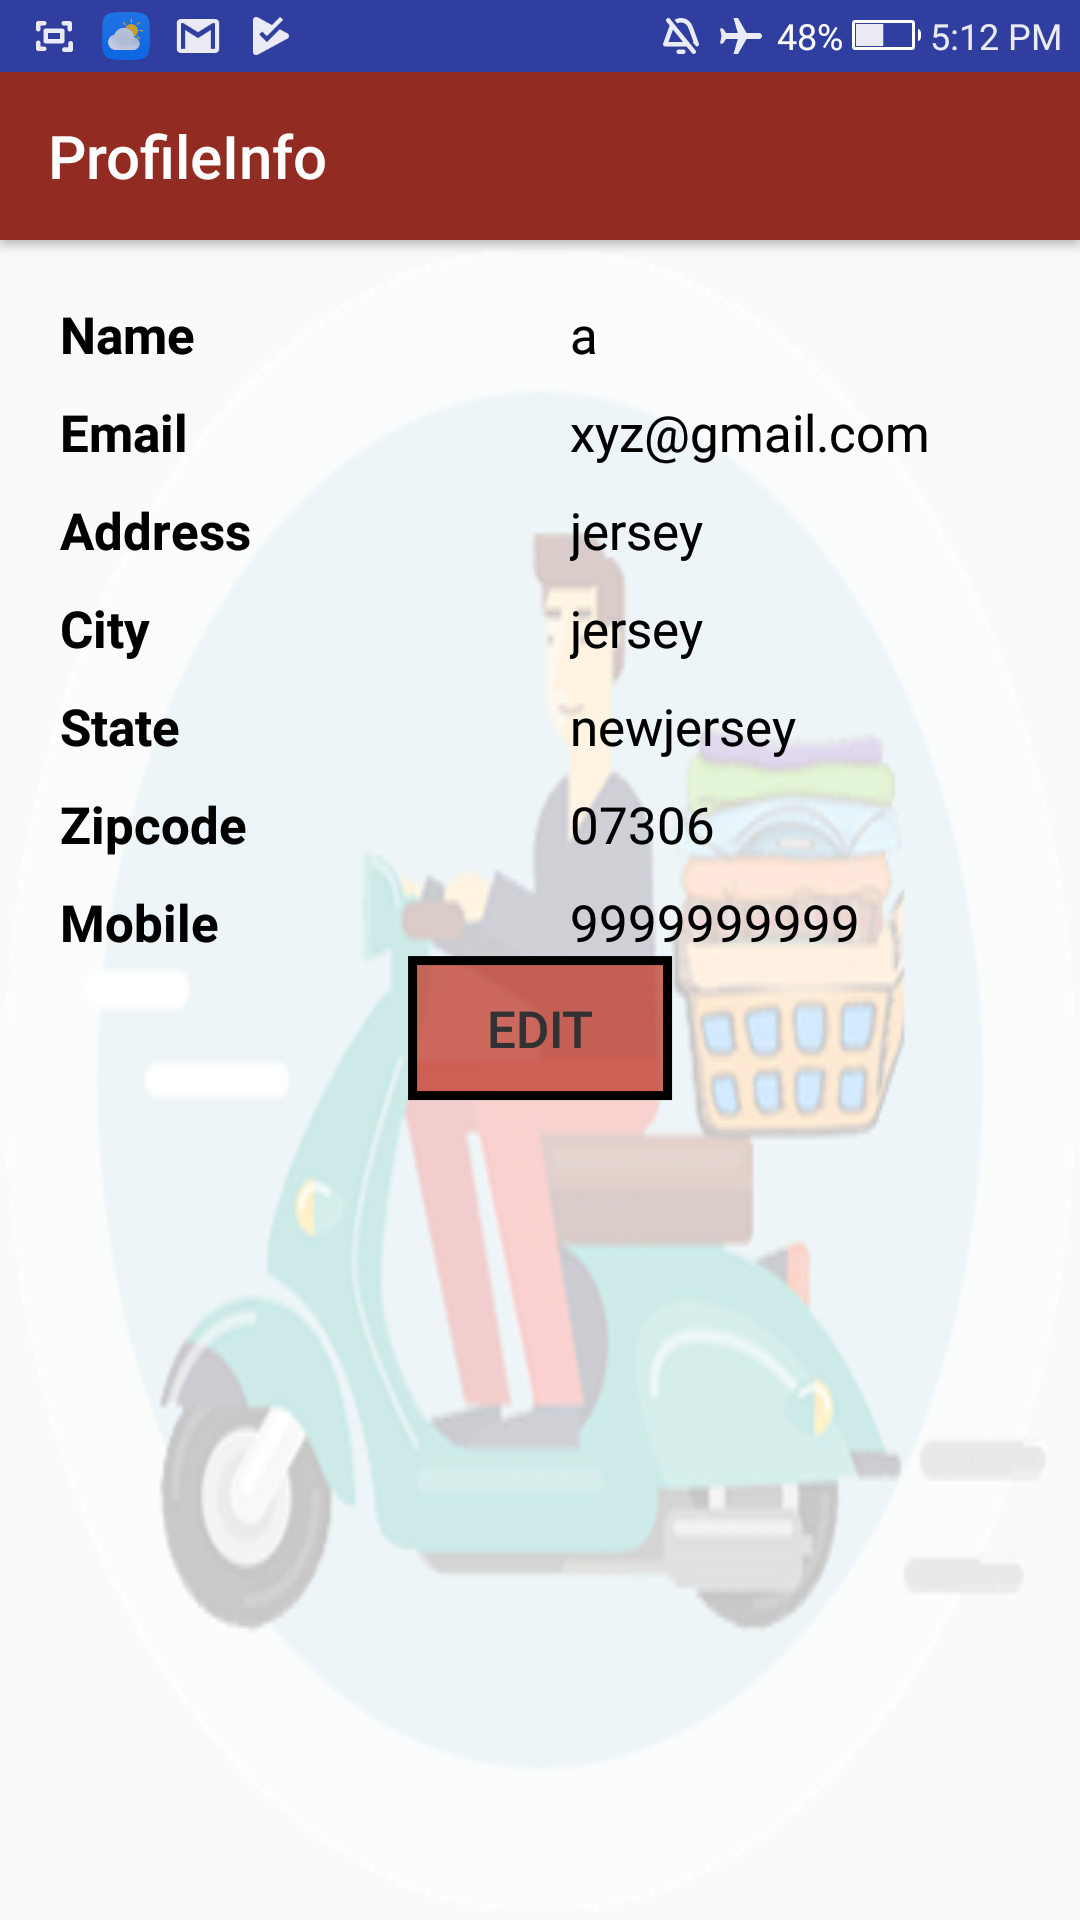 48% 5:12 PM
ProfileInfo
Name a
Email xyz@gmail.com
Address jersey
City jersey
State newjersey
Zipcode 07306
Mobile 9999999999
EDIT